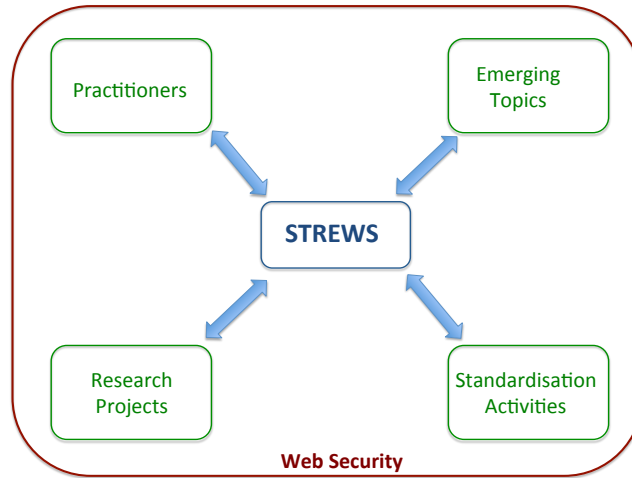 Practitioners
Emerging
Topics
STREWS
Research
Projects
Standardisation
Activities
Web Security